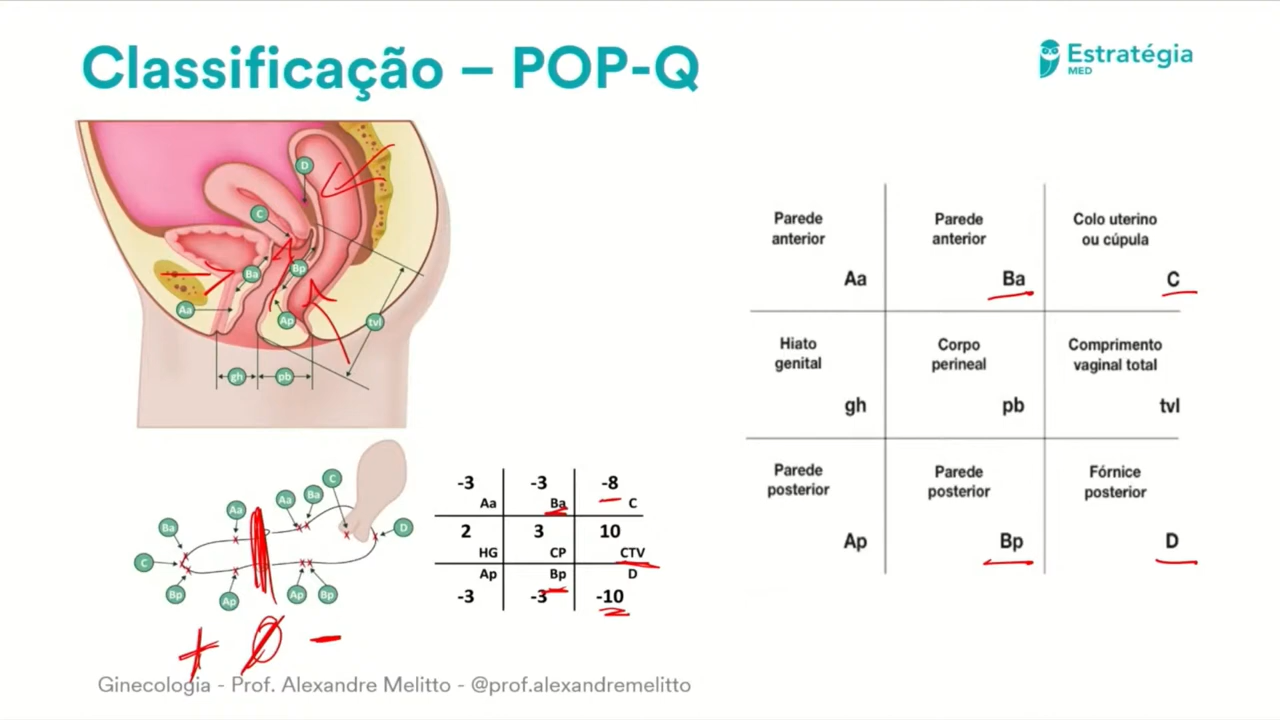 Classificação – POP-Q
Estratégia
MED
D
C
Ba
Bp
Aa
Ap
tvl
gh
pb
Parede
anterior
Aa
Parede
anterior
Ba
Colo uterino
ou cúpula
C
Hiato
genital
gh
Corpo
perineal
pb
Comprimento
vaginal total
tvl
Parede
posterior
Ap
Parede
posterior
Bp
Fórnice
posterior
D
C
Aa
Ba
Aa
Ba
D
C
Bp
Ap
Ap
Bp
+ 0 -
-3 -3 -8
Aa Ba C
2 3 10
HG CP CTV
Ap Bp D
-3 -3 -10
Ginecologia - Prof. Alexandre Melitto - @prof.alexandremelitto